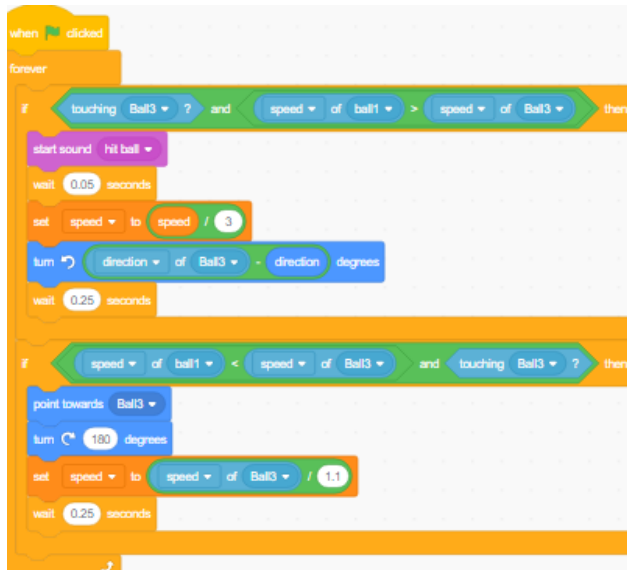 when clicked
forever
if touching Ball3 ? and speed of ball1 > speed of Ball3 then
start sound hit ball
wait 0.05 seconds
set speed to speed / 3
turn direction of Ball3 - direction degrees
wait 0.25 seconds
if speed of ball1 < speed of Ball3 and touching Ball3 ? then
point towards Ball3
turn 180 degrees
set speed to speed of Ball3 / 1.1
wait 0.25 seconds